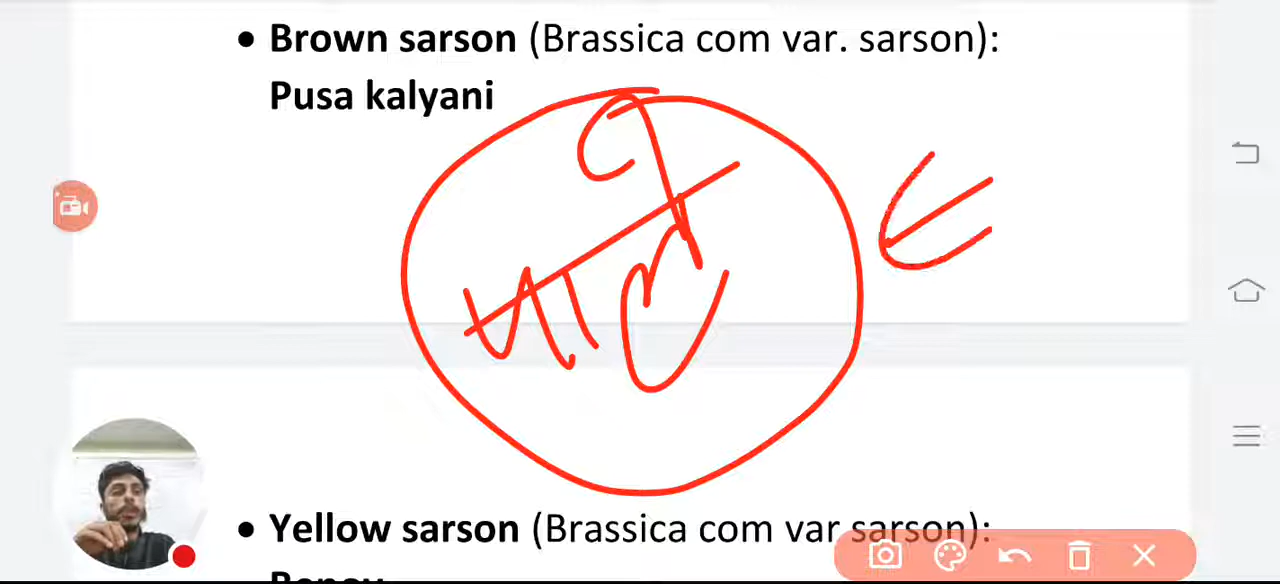 • Brown sarson (Brassica com var. sarson):
Pusa kalyani
• Yellow sarson (Brassica com var sarson):